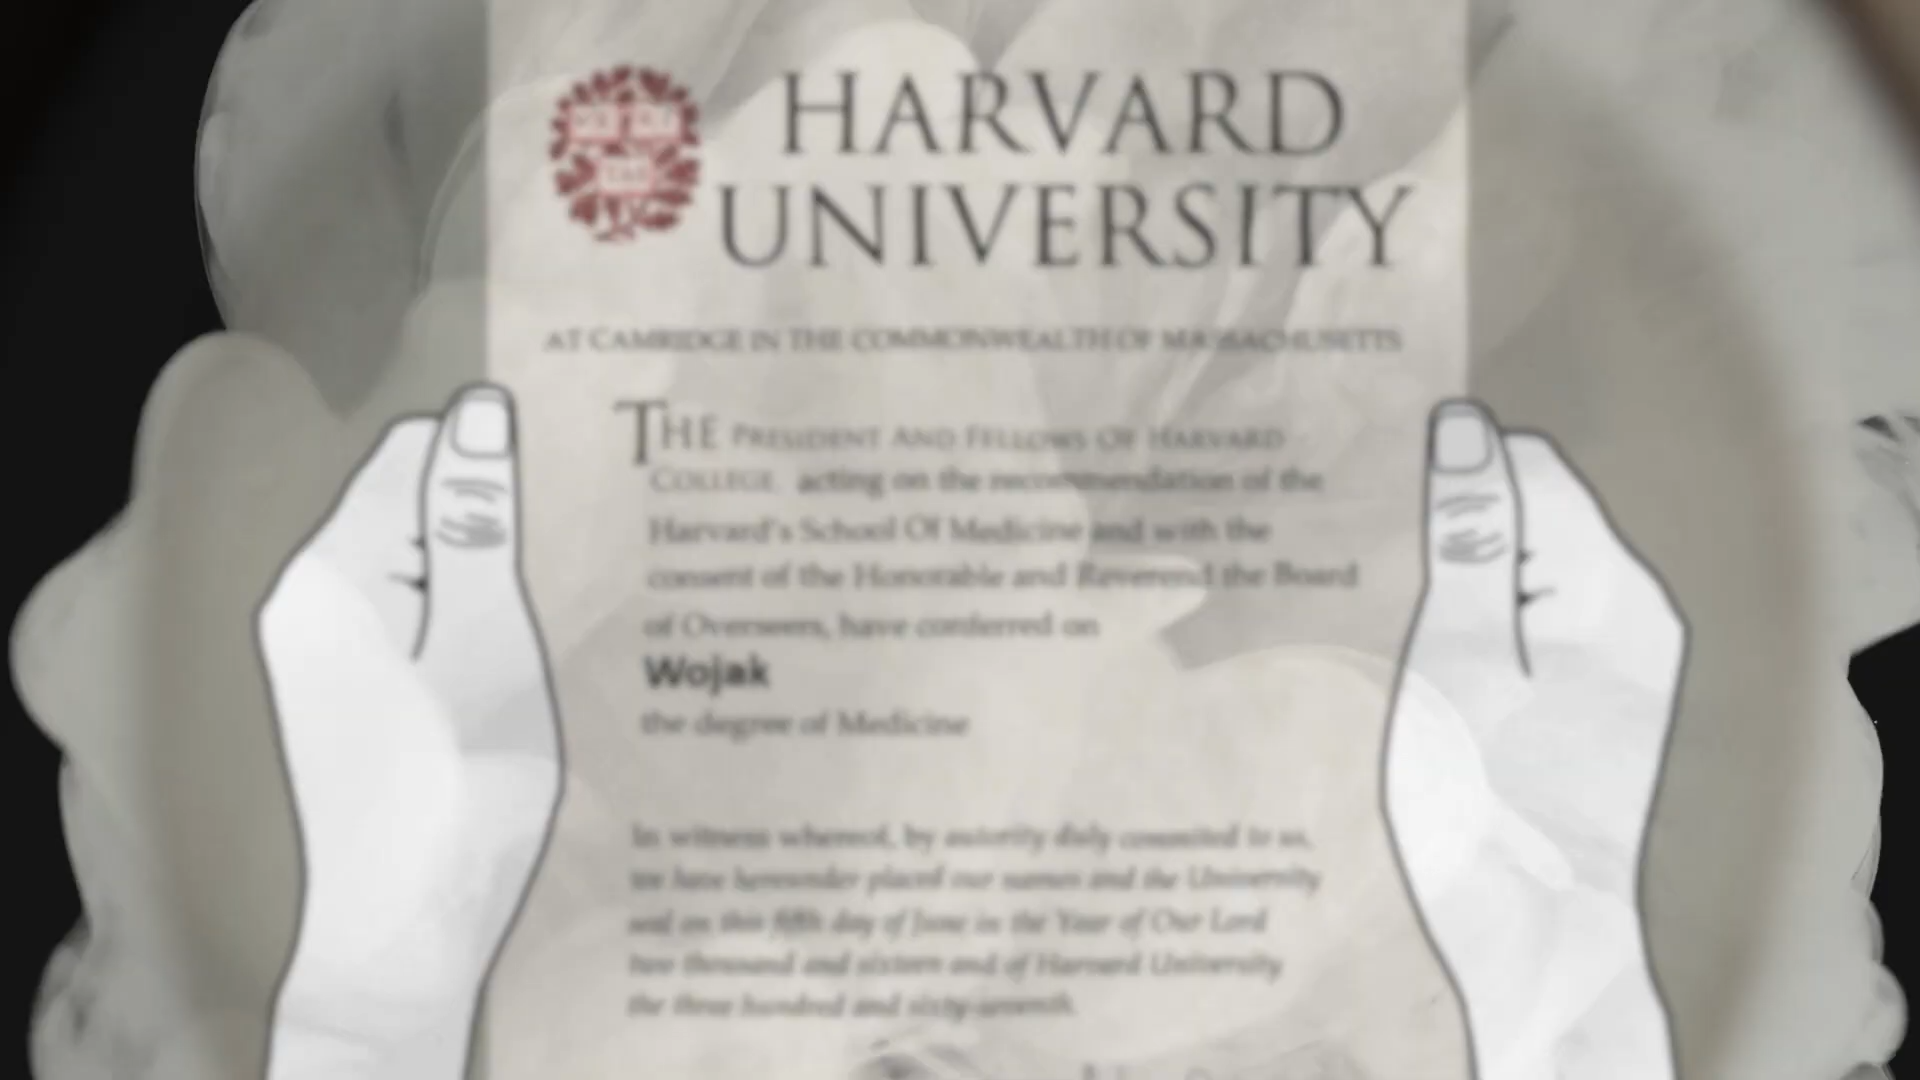 HARVARD
UNIVERSITY
AT CAMBRIDGE IN THE COMMONWEALTH OF MASSACHUSETTS
THE PRESIDENT AND FELLOWS OF HARVARD
COLLEGE acting on the recommendation of the
Harvard's School Of Medicine and with the
consent of the Honorable and Reverend the Board
of Overseers, have conferred on
Wojak
the degree of Medicine
In witness whereof, by autority duly commited to us,
we have hereunder placed our names and the University
seal on this fifth day of June in the Year of Our Lord
two thousand and sixteen and of Harvard University
the three hundred and sixty-seventh.